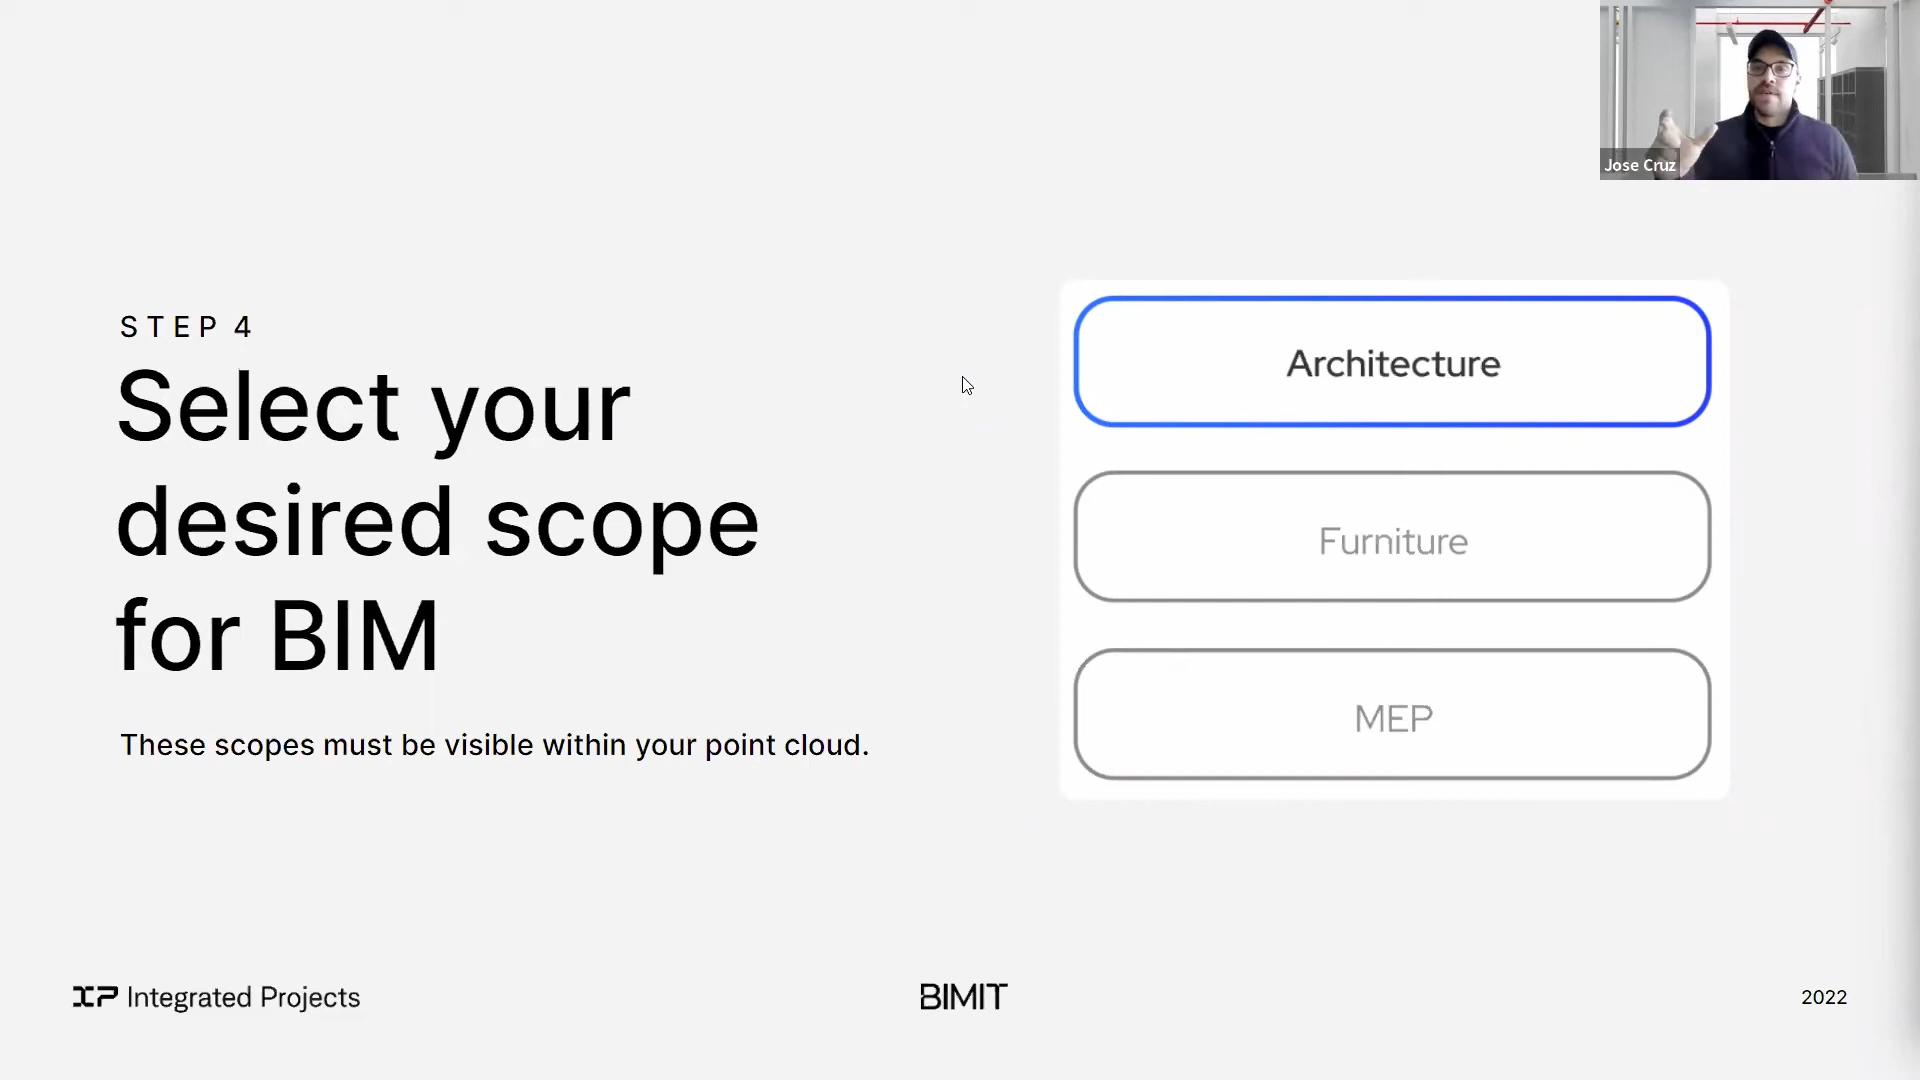 Jose Cruz
STEP 4
Select your
desired scope
for BIM
These scopes must be visible within your point cloud.
Architecture
Furniture
MEP
XP Integrated Projects
BIMIT
2022